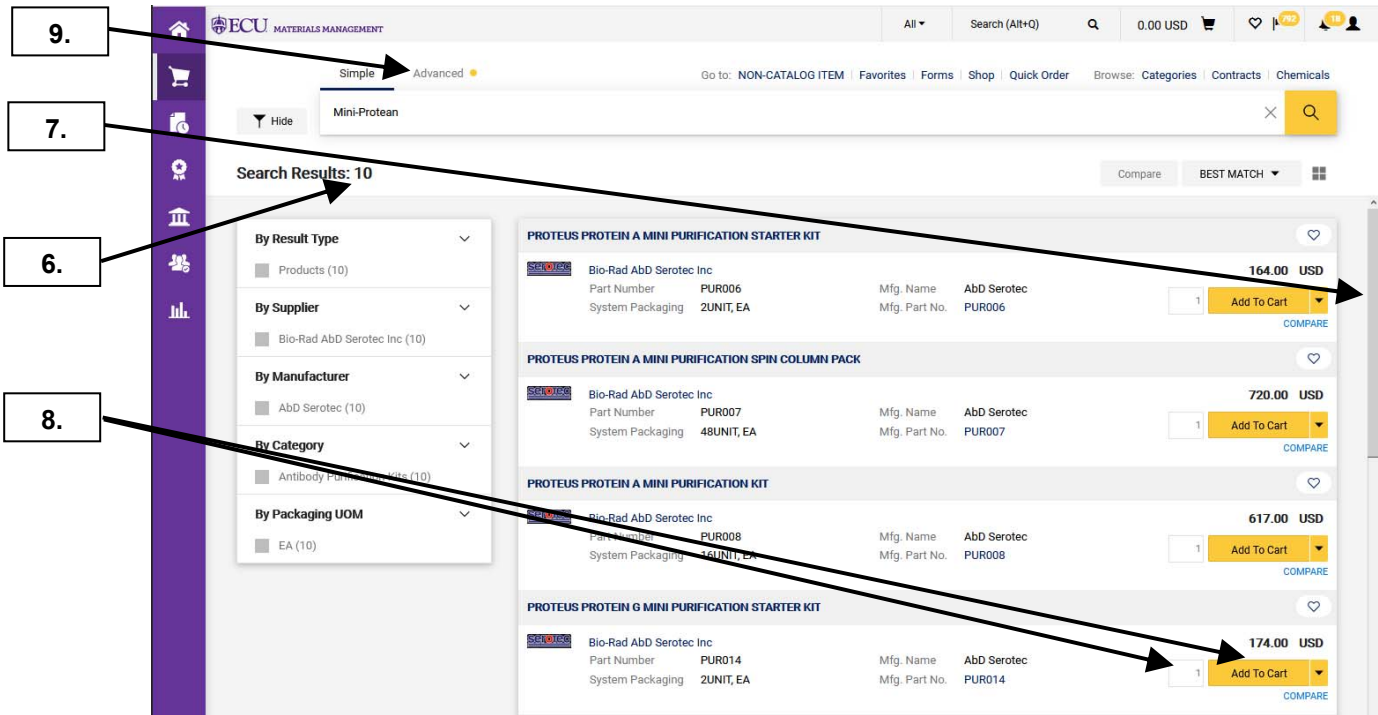 9.
7.
6.
8.
ECU MATERIALS MANAGEMENT
All
Search (Alt+Q)
0.00 USD
792
18
Simple
Advanced
Go to: NON-CATALOG ITEM | Favorites | Forms | Shop | Quick Order
Browse: Categories | Contracts | Chemicals
Hide
Mini-Protean
Search Results: 10
Compare
BEST MATCH
By Result Type
Products (10)
By Supplier
Bio-Rad AbD Serotec Inc (10)
By Manufacturer
AbD Serotec (10)
By Category
Antibody Purification Kits (10)
By Packaging UOM
EA (10)
PROTEUS PROTEIN A MINI PURIFICATION STARTER KIT
serotec
Bio-Rad AbD Serotec Inc
164.00 USD
Part Number PUR006 Mfg. Name AbD Serotec
System Packaging 2UNIT, EA Mfg. Part No. PUR006
1 Add To Cart
COMPARE
PROTEUS PROTEIN A MINI PURIFICATION SPIN COLUMN PACK
serotec
Bio-Rad AbD Serotec Inc
720.00 USD
Part Number PUR007 Mfg. Name AbD Serotec
System Packaging 48UNIT, EA Mfg. Part No. PUR007
1 Add To Cart
COMPARE
PROTEUS PROTEIN A MINI PURIFICATION KIT
Bio-Rad AbD Serotec Inc
617.00 USD
Part Number PUR008 Mfg. Name AbD Serotec
System Packaging 16UNIT, EA Mfg. Part No. PUR008
1 Add To Cart
COMPARE
PROTEUS PROTEIN G MINI PURIFICATION STARTER KIT
serotec
Bio-Rad AbD Serotec Inc
174.00 USD
Part Number PUR014 Mfg. Name AbD Serotec
System Packaging 2UNIT, EA Mfg. Part No. PUR014
1 Add To Cart
COMPARE